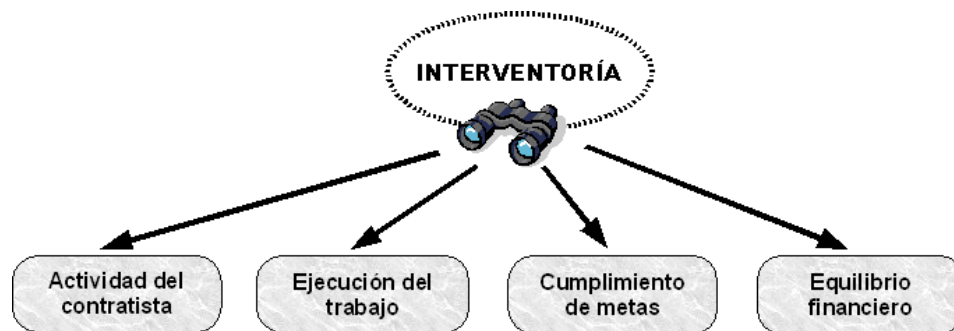 INTERVENTORÍA
Actividad del
contratista
Ejecución del
trabajo
Cumplimiento
de metas
Equilibrio
financiero